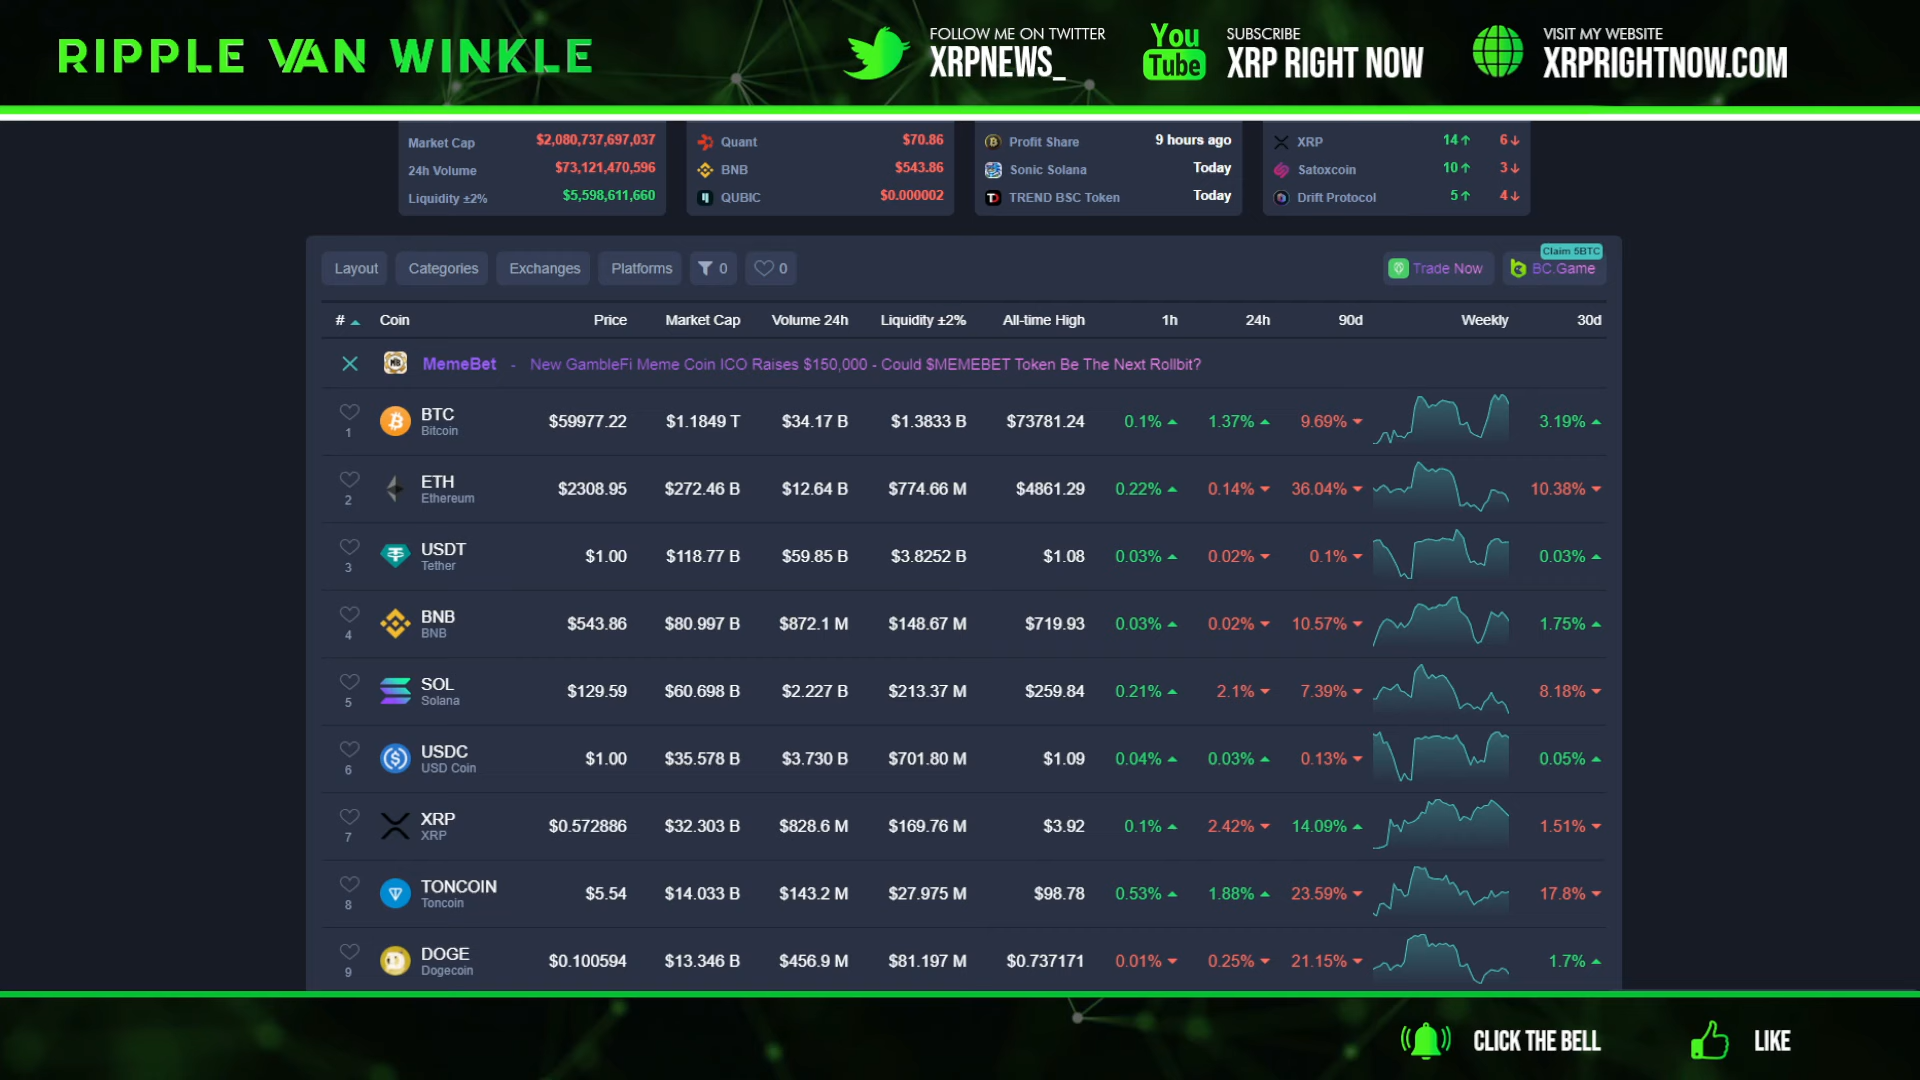 RIPPLE VAN WINKLE
FOLLOW ME ON TWITTER
XRPNEWS_
You
Tube
SUBSCRIBE
XRP RIGHT NOW
VISIT MY WEBSITE
XRPRIGHTNOW.COM
Market Cap $2,080,737,697,037
24h Volume $73,121,470,596
Liquidity ±2% $5,598,611,660
Quant $70.86
BNB $543.86
QUBIC $0.000002
Profit Share 9 hours ago
Sonic Solana Today
TREND BSC Token Today
XRP 14↑ 6↓
Satoxcoin 10↑ 3↓
Drift Protocol 5↑ 4↓
Layout Categories Exchanges Platforms 0 0 Trade Now Claim 5BTC BC.Game
# Coin Price Market Cap Volume 24h Liquidity ±2% All-time High 1h 24h 90d Weekly 30d
MemeBet - New GambleFi Meme Coin ICO Raises $150,000 - Could $MEMEBET Token Be The Next Rollbit?
1 BTC Bitcoin $59977.22 $1.1849 T $34.17 B $1.3833 B $73781.24 0.1% 1.37% 9.69% 3.19%
2 ETH Ethereum $2308.95 $272.46 B $12.64 B $774.66 M $4861.29 0.22% 0.14% 36.04% 10.38%
3 USDT Tether $1.00 $118.77 B $59.85 B $3.8252 B $1.08 0.03% 0.02% 0.1% 0.03%
4 BNB BNB $543.86 $80.997 B $872.1 M $148.67 M $719.93 0.03% 0.02% 10.57% 1.75%
5 SOL Solana $129.59 $60.698 B $2.227 B $213.37 M $259.84 0.21% 2.1% 7.39% 8.18%
6 USDC USD Coin $1.00 $35.578 B $3.730 B $701.80 M $1.09 0.04% 0.03% 0.13% 0.05%
7 XRP XRP $0.572886 $32.303 B $828.6 M $169.76 M $3.92 0.1% 2.42% 14.09% 1.51%
8 TONCOIN Toncoin $5.54 $14.033 B $143.2 M $27.975 M $98.78 0.53% 1.88% 23.59% 17.8%
9 DOGE Dogecoin $0.100594 $13.346 B $456.9 M $81.197 M $0.737171 0.01% 0.25% 21.15% 1.7%
CLICK THE BELL
LIKE